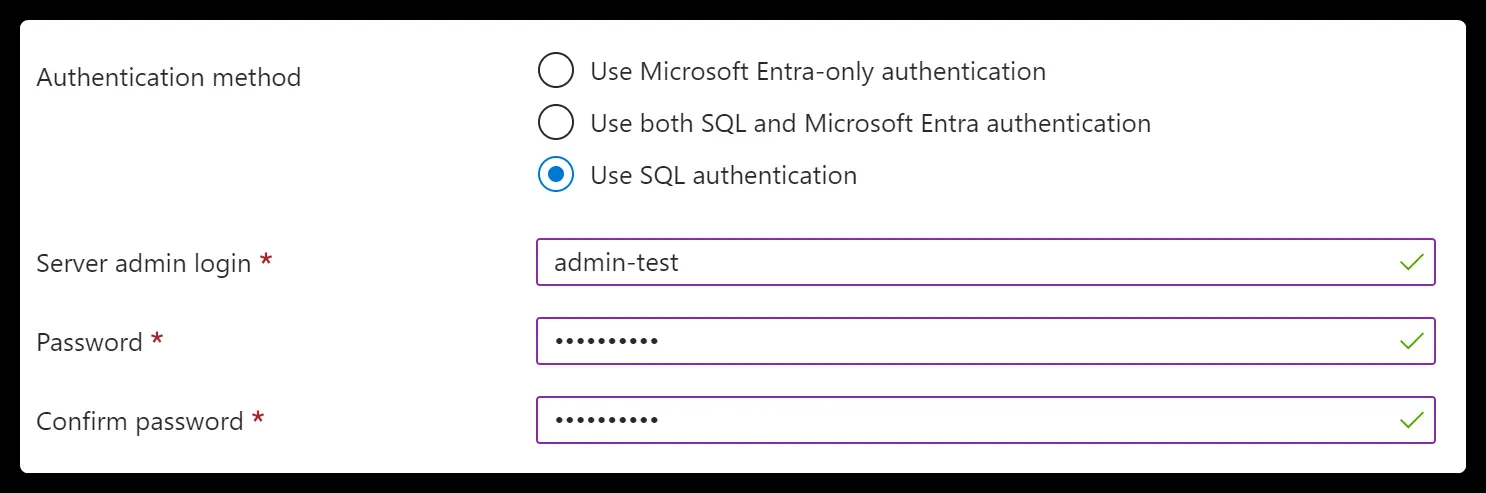 Authentication method
Use Microsoft Entra-only authentication
Use both SQL and Microsoft Entra authentication
Use SQL authentication
Server admin login *
admin-test
Password *
••••••••••
Confirm password *
••••••••••